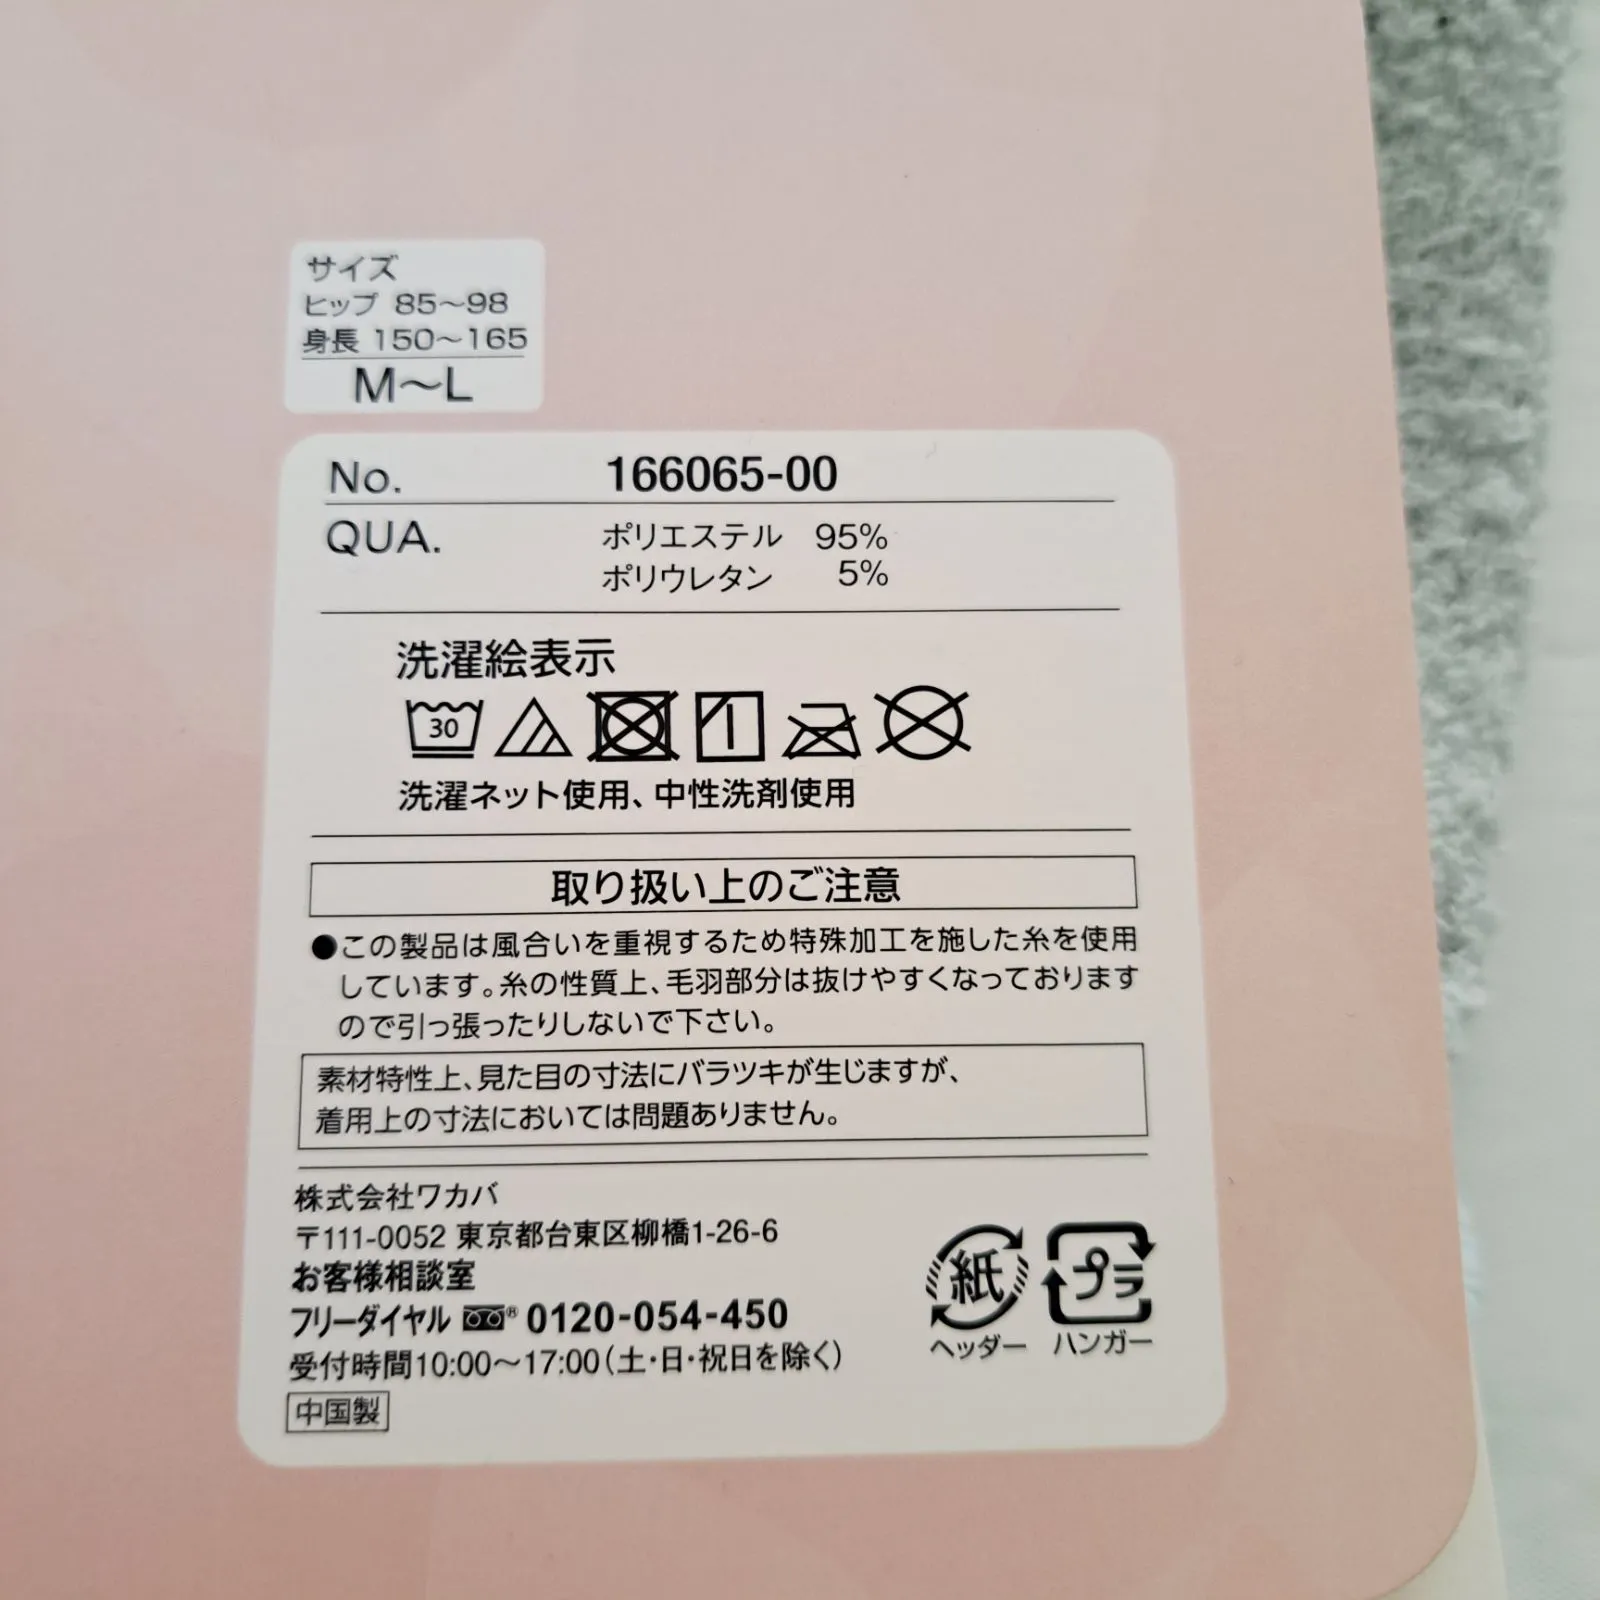 サイズ
ヒップ 85〜98
身長 150〜165
M〜L
No. 166065-00
QUA. ポリエステル 95%
ポリウレタン 5%
洗濯絵表示
30
洗濯ネット使用、中性洗剤使用
取り扱い上のご注意
●この製品は風合いを重視するため特殊加工を施した糸を使用
しています。糸の性質上、毛羽部分は抜けやすくなっております
ので引っ張ったりしないで下さい。
素材特性上、見た目の寸法にバラツキが生じますが、
着用上の寸法においては問題ありません。
株式会社ワカバ
〒111-0052 東京都台東区柳橋1-26-6
お客様相談室
フリーダイヤル ® 0120-054-450
受付時間10:00〜17:00(土・日・祝日を除く)
中国製
紙
ヘッダー
プラ
ハンガー